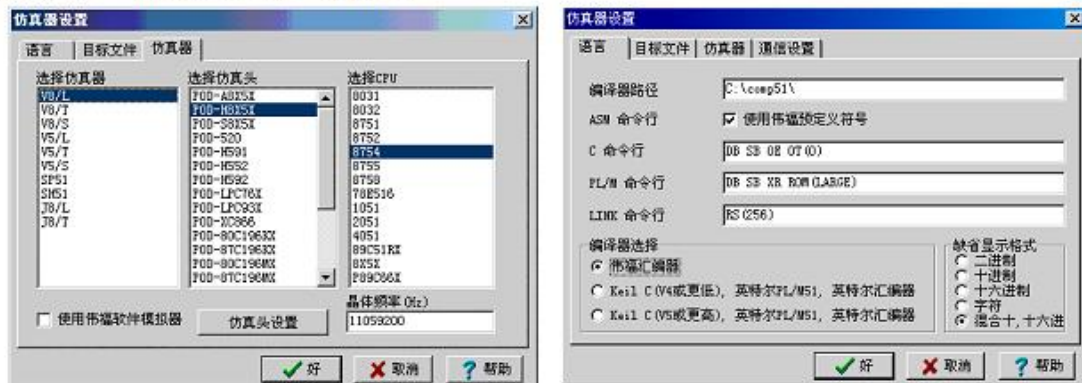 仿真器设置
语言 目标文件 仿真器
选择仿真器
V8/L
V8/T
V8/S
V5/L
V5/T
V5/S
SP51
SH51
J8/L
J8/T
选择仿真头
POD-A8X5X
POD-H8X5X
POD-S8X5X
POD-520
POD-H591
POD-H552
POD-H592
POD-LPC76X
POD-LPC93X
POD-XC866
POD-80C196KX
POD-87C196KX
POD-80C196MX
POD-87C196MX
选择CPU
8031
8032
8751
8752
8754
8755
8758
78E516
1051
2051
4051
89C51RX
8X5X
P89C66X
晶体频率(Hz)
11059200
使用伟福软件模拟器
仿真头设置
好 取消 帮助
仿真器设置
语言 目标文件 仿真器 通信设置
编译器路径 C:\comp51\
ASM 命令行 使用伟福预定义符号
C 命令行 DB SB OE OT(0)
PL/M 命令行 DB SB XR ROM(LARGE)
LINK 命令行 RS(256)
编译器选择
伟福汇编器
Keil C(V4或更低), 英特尔PL/M51, 英特尔汇编器
Keil C(V5或更高), 英特尔PL/M51, 英特尔汇编器
缺省显示格式
二进制
十进制
十六进制
字符
混合十,十六进
好 取消 帮助